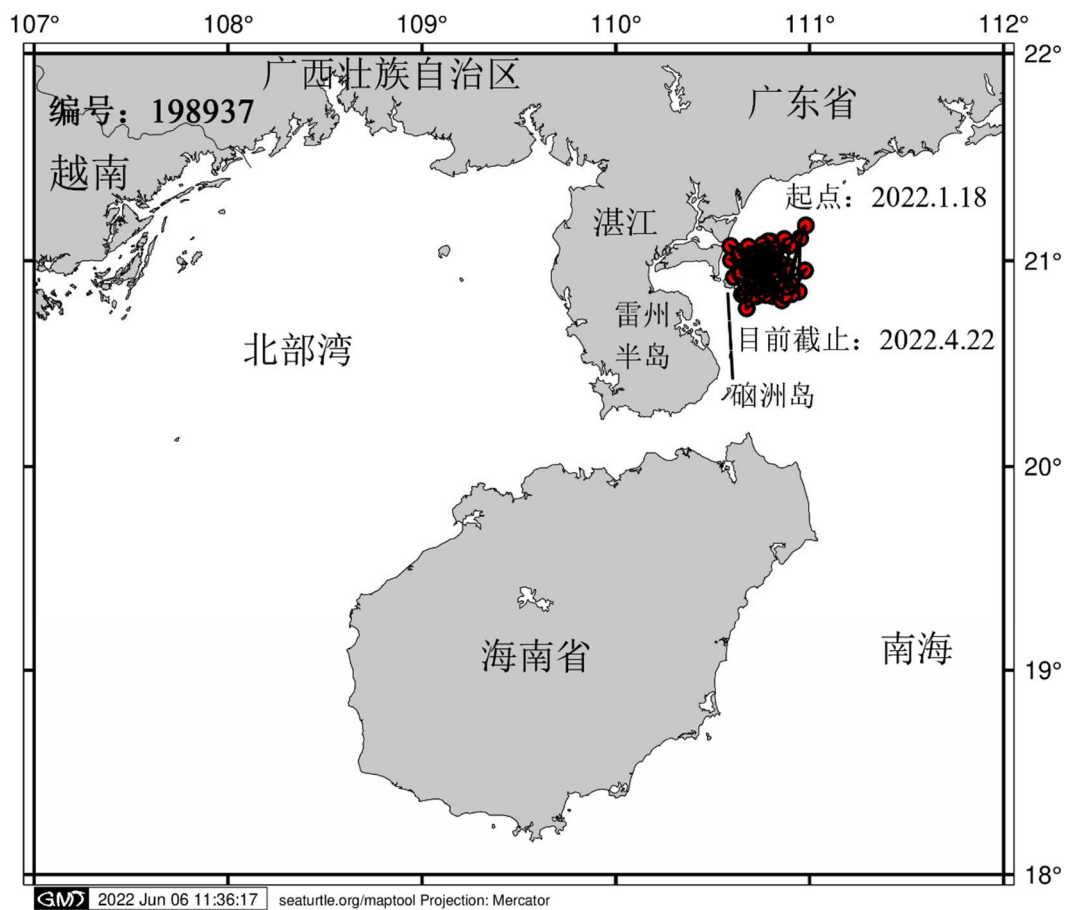 107° 108° 109° 110° 111° 112°
22°
广西壮族自治区
广东省
编号：198937
越南
起点：2022.1.18
湛江
21°
雷州
半岛
北部湾
目前截止：2022.4.22
硇洲岛
20°
海南省
南海
19°
18°
GMT 2022 Jun 06 11:36:17 seaturtle.org/maptool Projection: Mercator